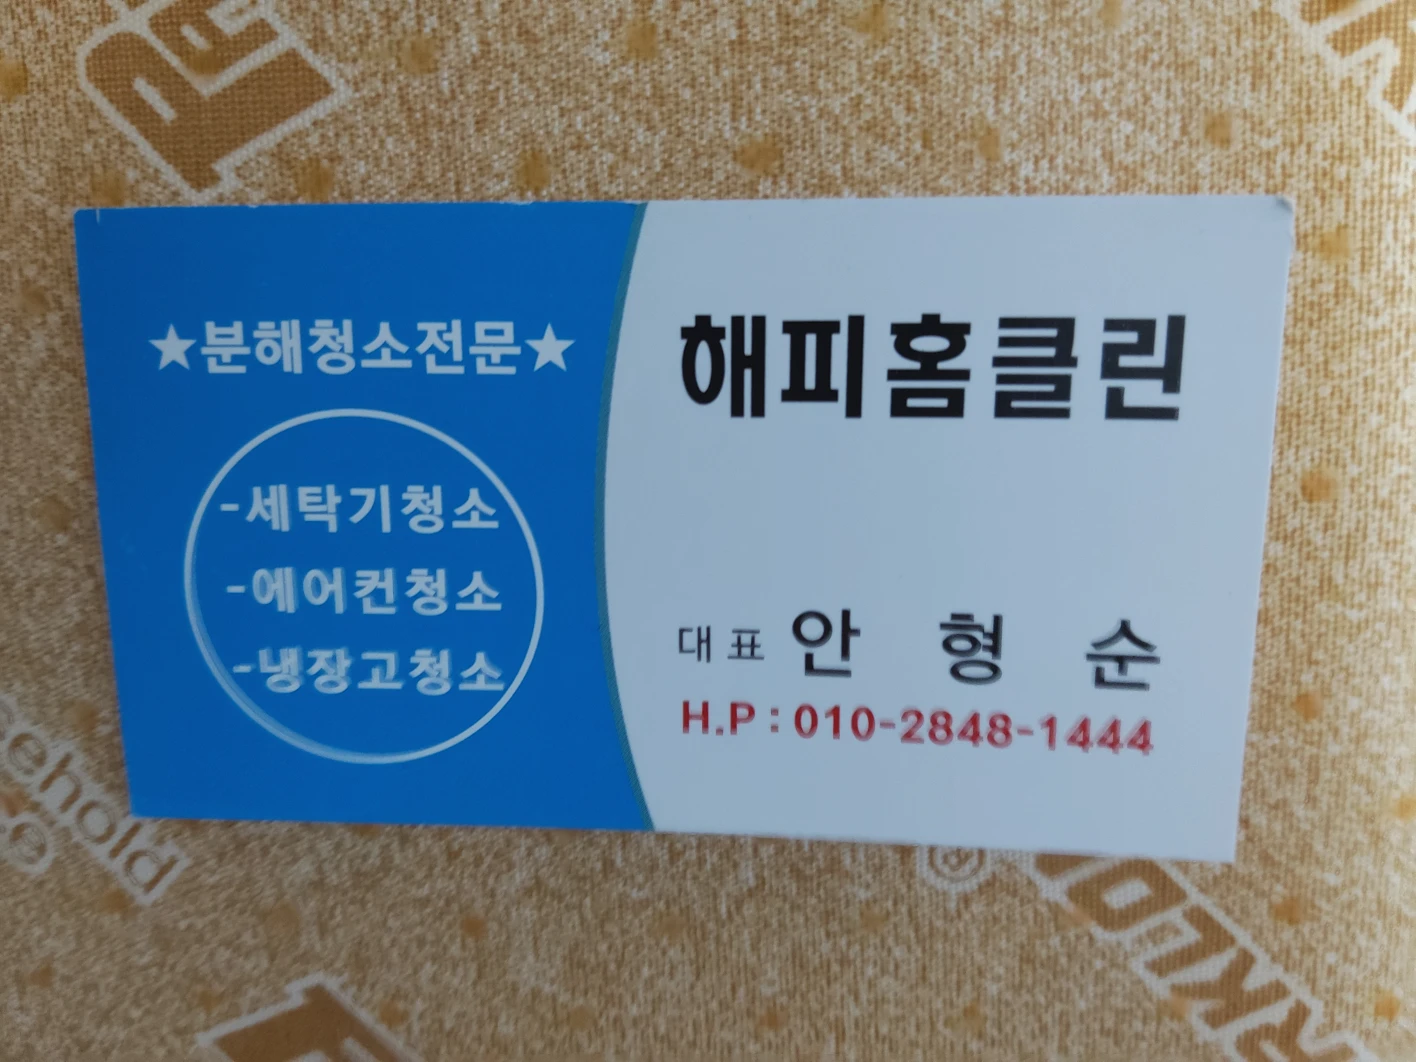 ★분해청소전문★
-세탁기청소
-에어컨청소
-냉장고청소
해피홈클린
대표 안 형 순
H.P : 010-2848-1444
sehold